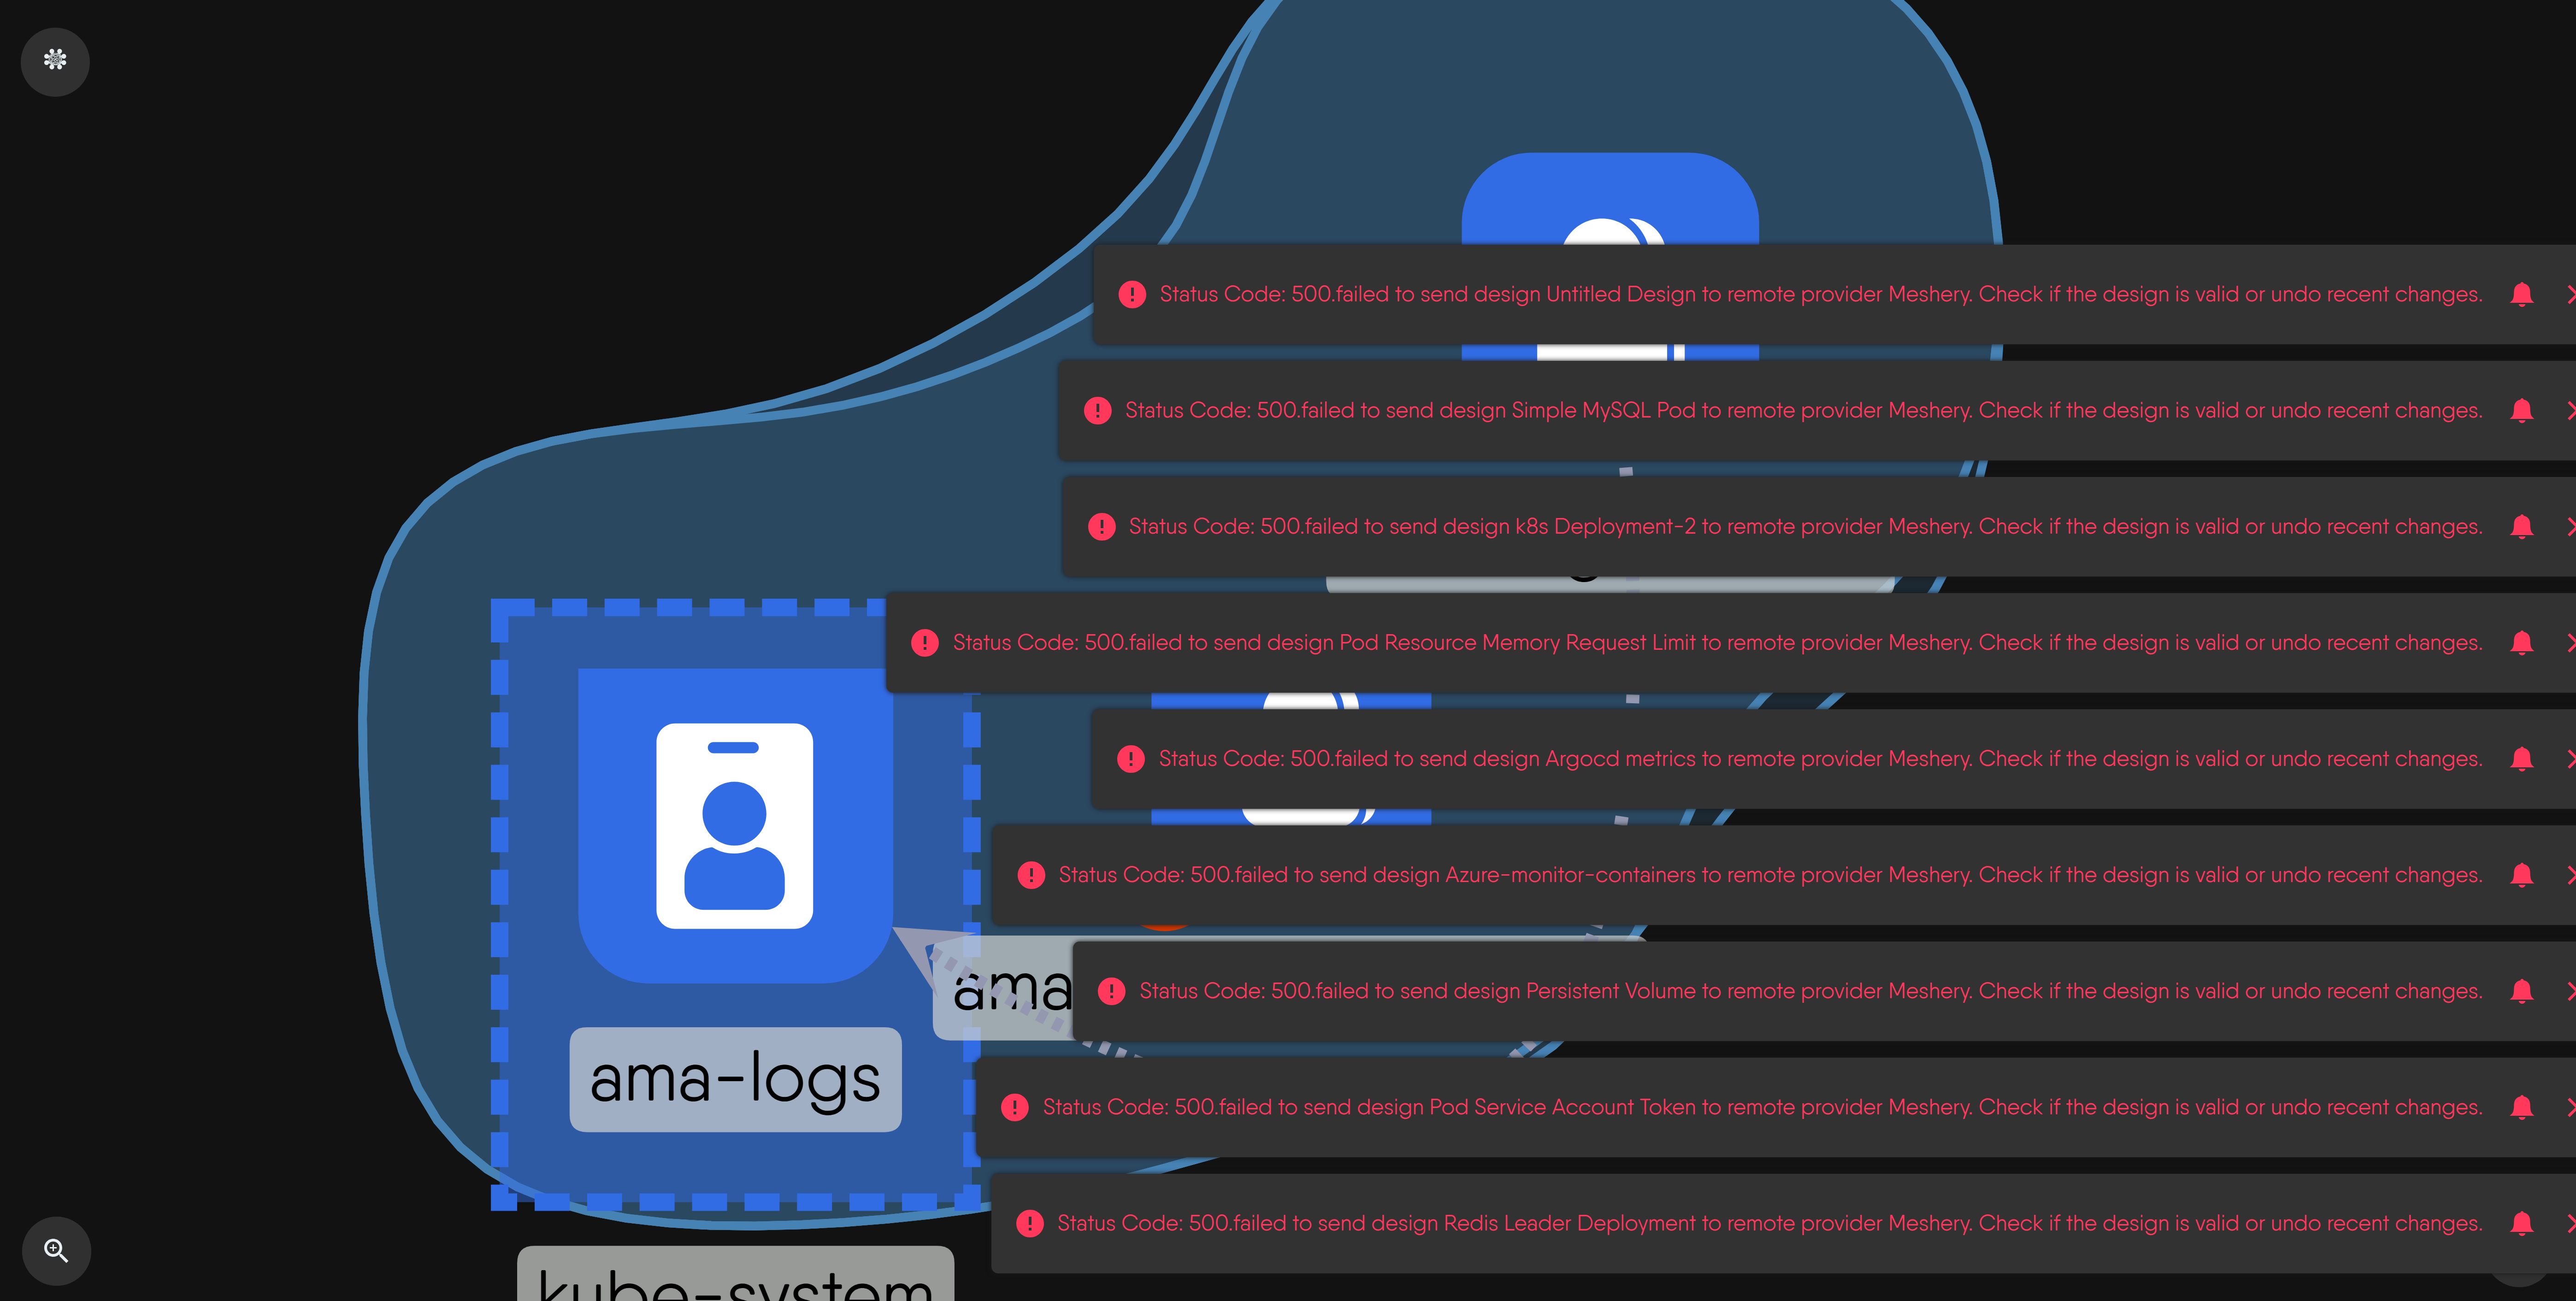 Status Code: 500.failed to send design Untitled Design to remote provider Meshery. Check if the design is valid or undo recent changes.
Status Code: 500.failed to send design Simple MySQL Pod to remote provider Meshery. Check if the design is valid or undo recent changes.
Status Code: 500.failed to send design k8s Deployment-2 to remote provider Meshery. Check if the design is valid or undo recent changes.
Status Code: 500.failed to send design Pod Resource Memory Request Limit to remote provider Meshery. Check if the design is valid or undo recent changes.
Status Code: 500.failed to send design Argocd metrics to remote provider Meshery. Check if the design is valid or undo recent changes.
Status Code: 500.failed to send design Azure-monitor-containers to remote provider Meshery. Check if the design is valid or undo recent changes.
ama
Status Code: 500.failed to send design Persistent Volume to remote provider Meshery. Check if the design is valid or undo recent changes.
ama-logs
Status Code: 500.failed to send design Pod Service Account Token to remote provider Meshery. Check if the design is valid or undo recent changes.
Status Code: 500.failed to send design Redis Leader Deployment to remote provider Meshery. Check if the design is valid or undo recent changes.
kube-system